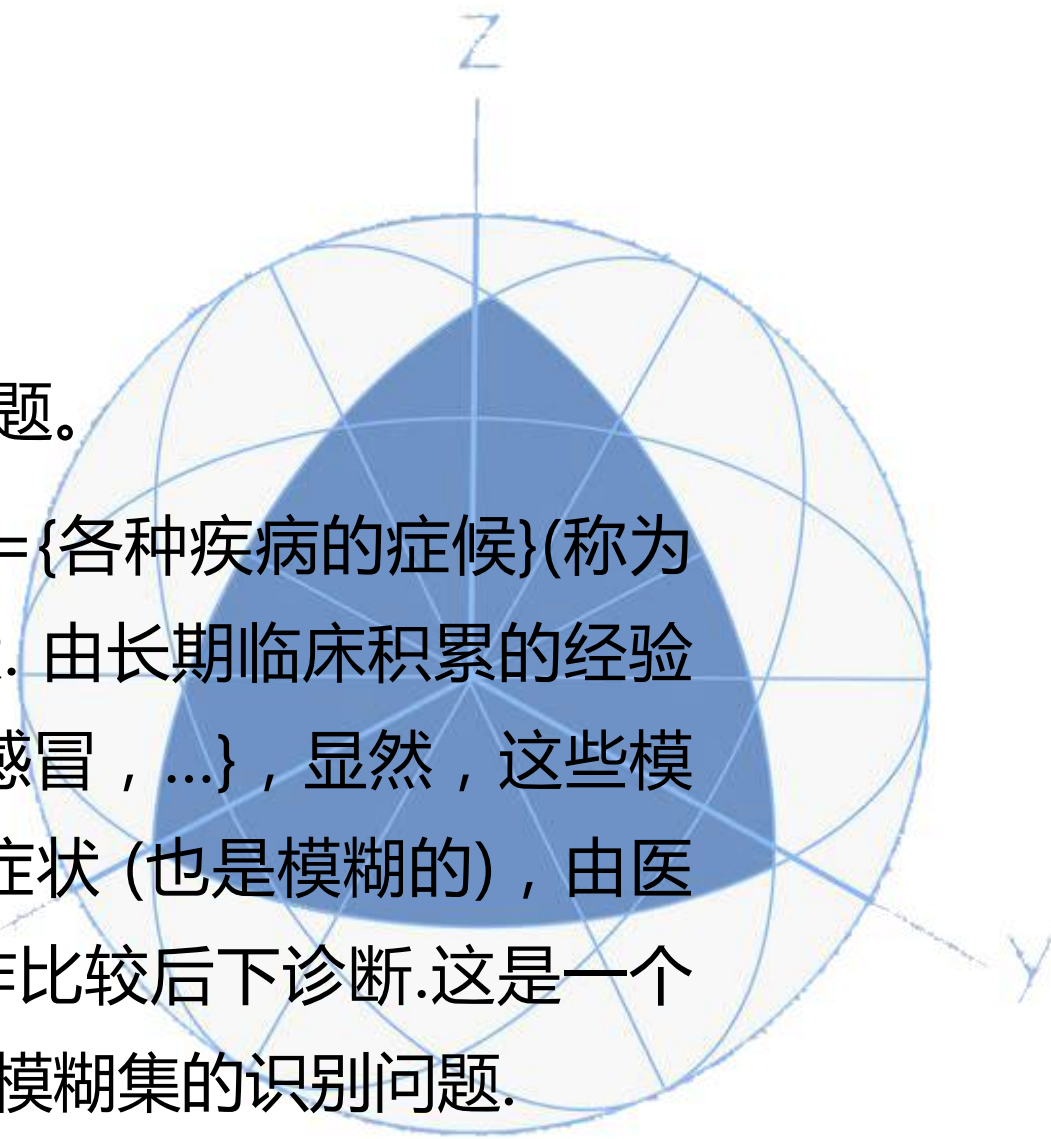 Z
题。
={各种疾病的症候}(称为
. 由长期临床积累的经验
感冒，…}，显然，这些模
症状 (也是模糊的)，由医
作比较后下诊断.这是一个
模糊集的识别问题.
Y